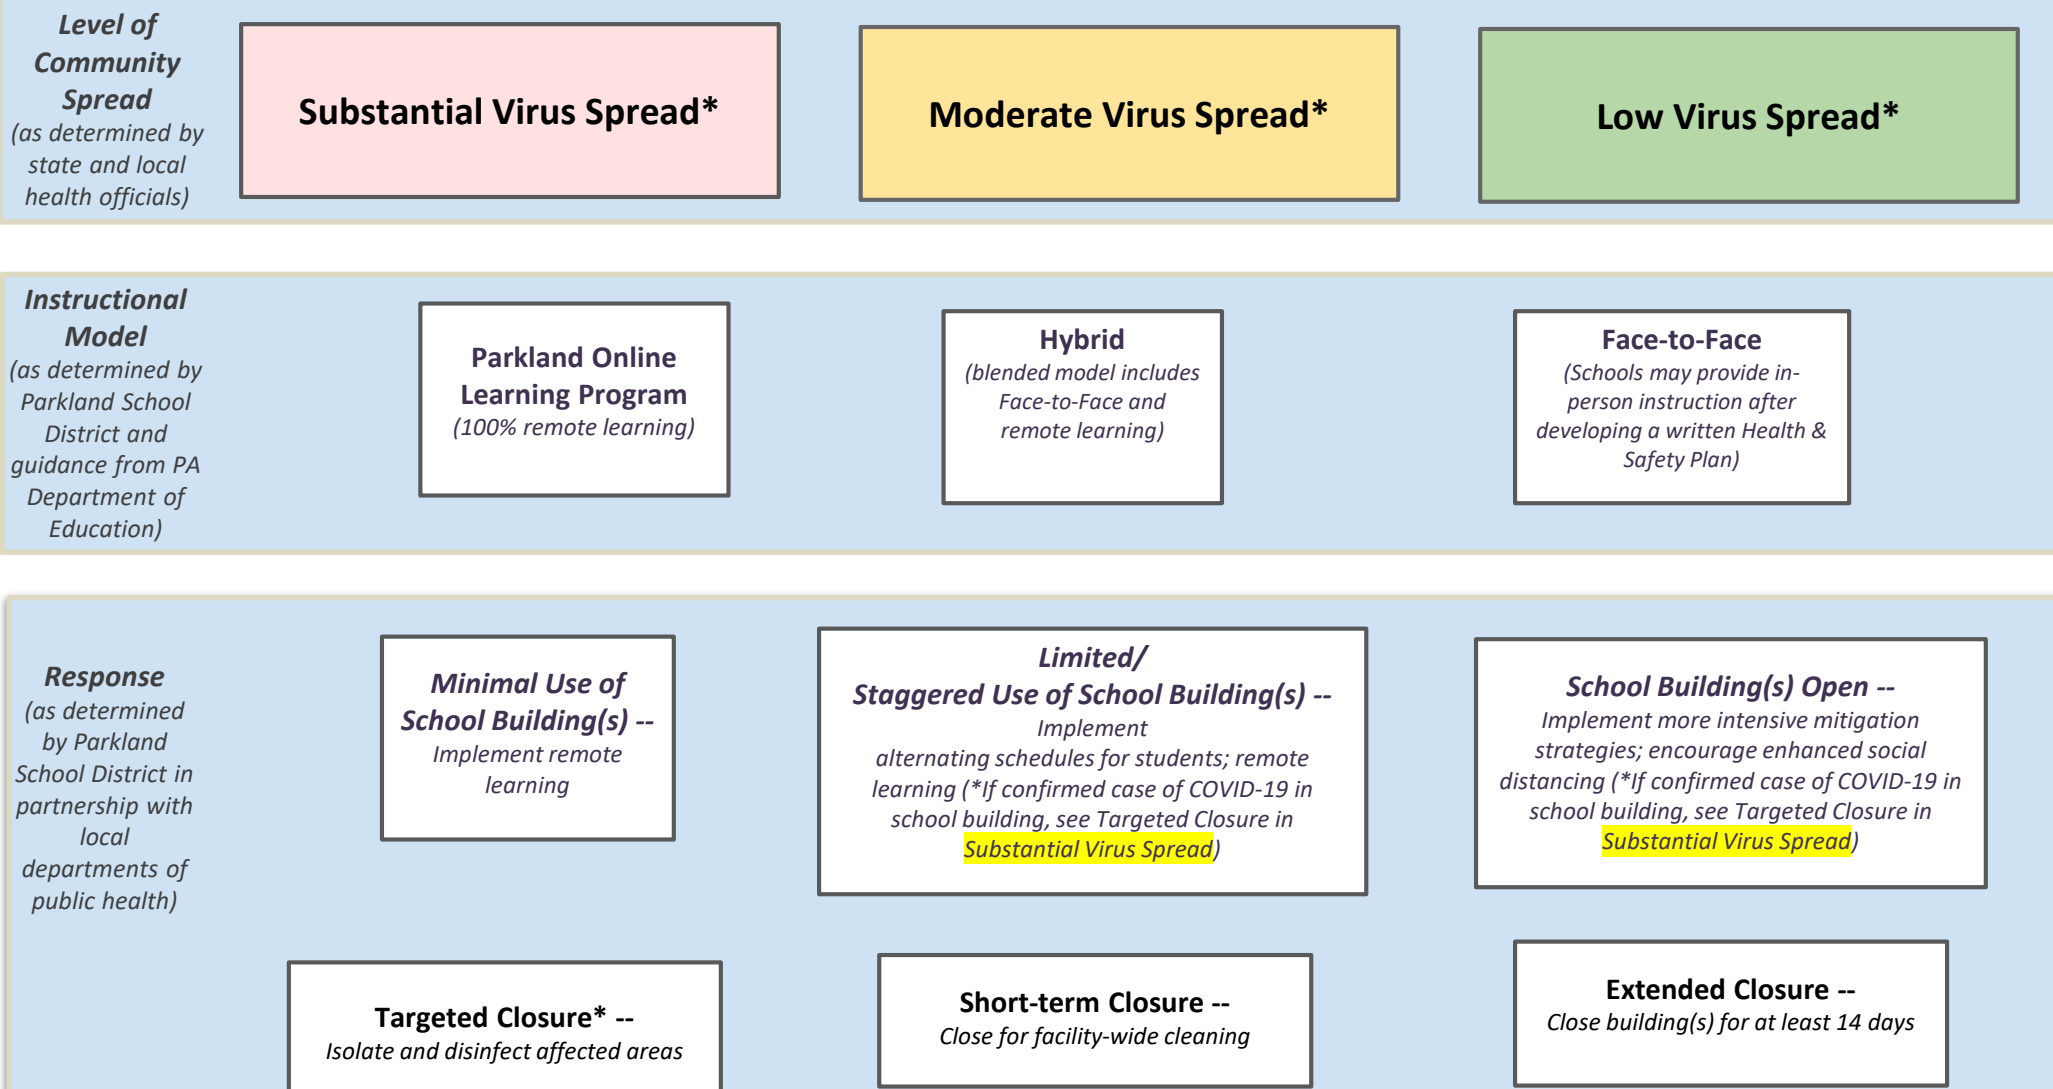 Level of
Community
Spread
(as determined by
state and local
health officials)
Substantial Virus Spread*
Moderate Virus Spread*
Low Virus Spread*
Instructional
Model
(as determined by
Parkland School
District and
guidance from PA
Department of
Education)
Parkland Online
Learning Program
(100% remote learning)
Hybrid
(blended model includes
Face-to-Face and
remote learning)
Face-to-Face
(Schools may provide in-
person instruction after
developing a written Health &
Safety Plan)
Response
(as determined
by Parkland
School District in
partnership with
local
departments of
public health)
Minimal Use of
School Building(s) --
Implement remote
learning
Limited/
Staggered Use of School Building(s) --
Implement
alternating schedules for students; remote
learning (*If confirmed case of COVID-19 in
school building, see Targeted Closure in
Substantial Virus Spread)
School Building(s) Open --
Implement more intensive mitigation
strategies; encourage enhanced social
distancing (*If confirmed case of COVID-19 in
school building, see Targeted Closure in
Substantial Virus Spread)
Targeted Closure* --
Isolate and disinfect affected areas
Short-term Closure --
Close for facility-wide cleaning
Extended Closure --
Close building(s) for at least 14 days